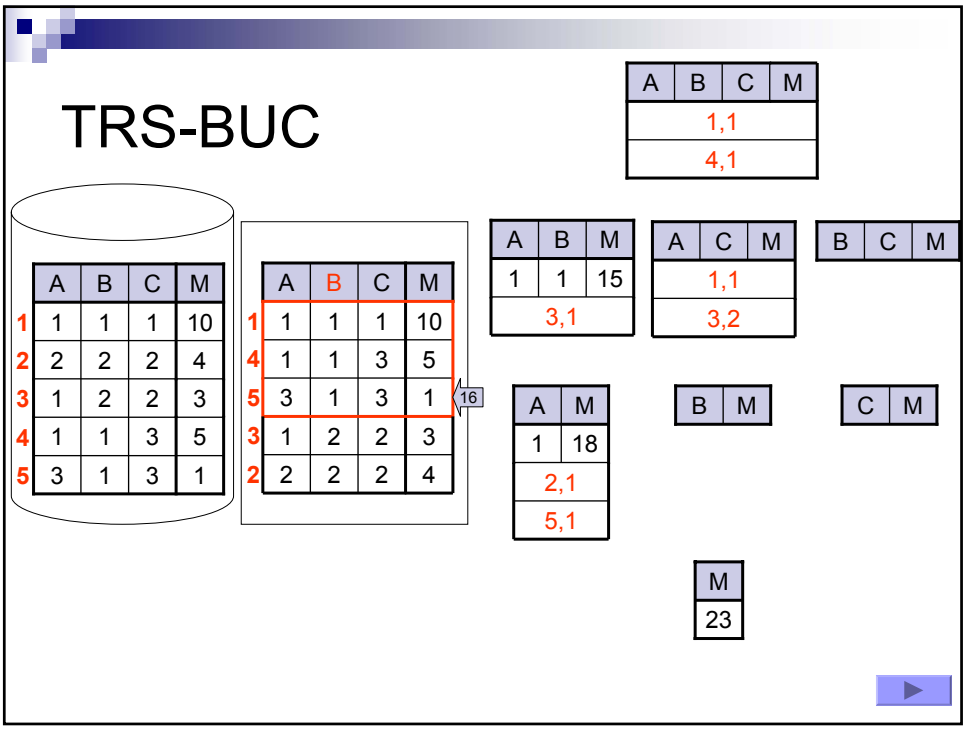 TRS-BUC
A B C M
1,1
4,1
A B C M
1 1 1 1 10
2 2 2 2 4
3 1 2 2 3
4 1 1 3 5
5 3 1 3 1
A B C M
1 1 1 1 10
4 1 1 3 5
5 3 1 3 1 16
3 1 2 2 3
2 2 2 2 4
A B M
1 1 15
3,1
A C M
1,1
3,2
B C M
A M
1 18
2,1
5,1
B M
C M
M
23